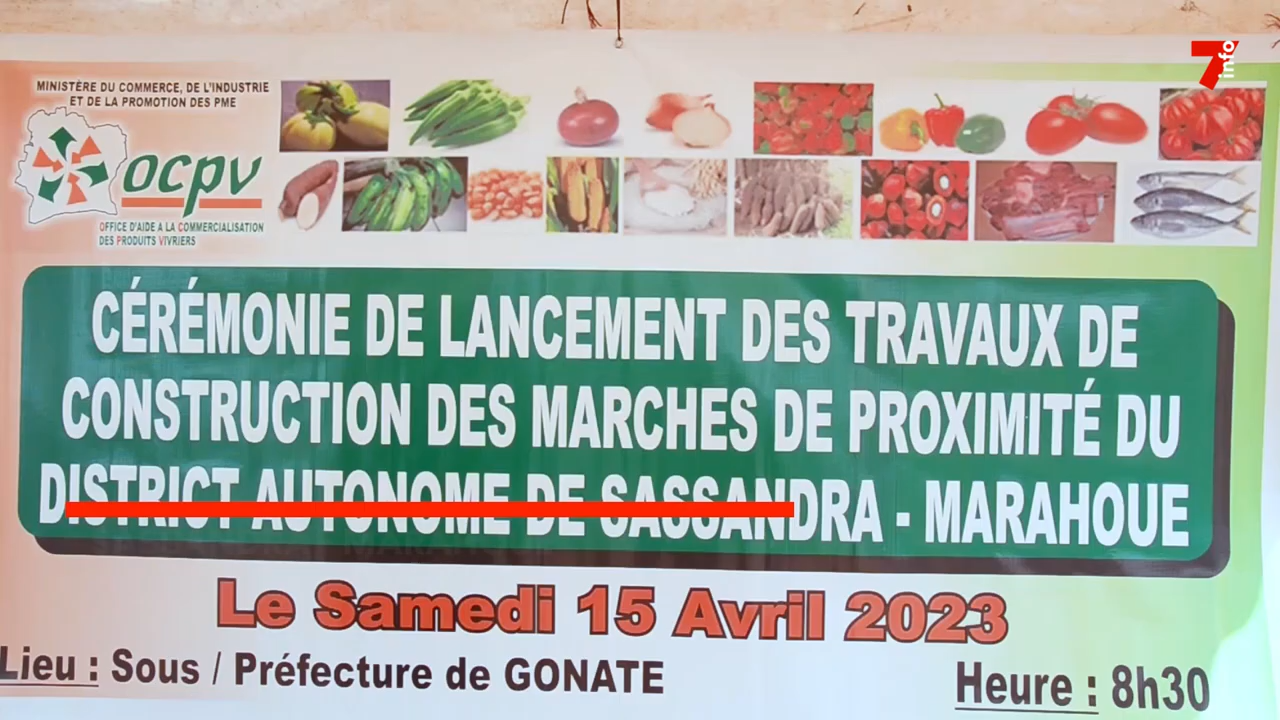 7info
MINISTÈRE DU COMMERCE, DE L'INDUSTRIE
ET DE LA PROMOTION DES PME
OCPV
OFFICE D'AIDE A LA COMMERCIALISATION
DES PRODUITS VIVRIERS
CÉRÉMONIE DE LANCEMENT DES TRAVAUX DE
CONSTRUCTION DES MARCHES DE PROXIMITÉ DU
DISTRICT AUTONOME DE SASSANDRA - MARAHOUE
Le Samedi 15 Avril 2023
Lieu : Sous / Préfecture de GONATE
Heure : 8h30